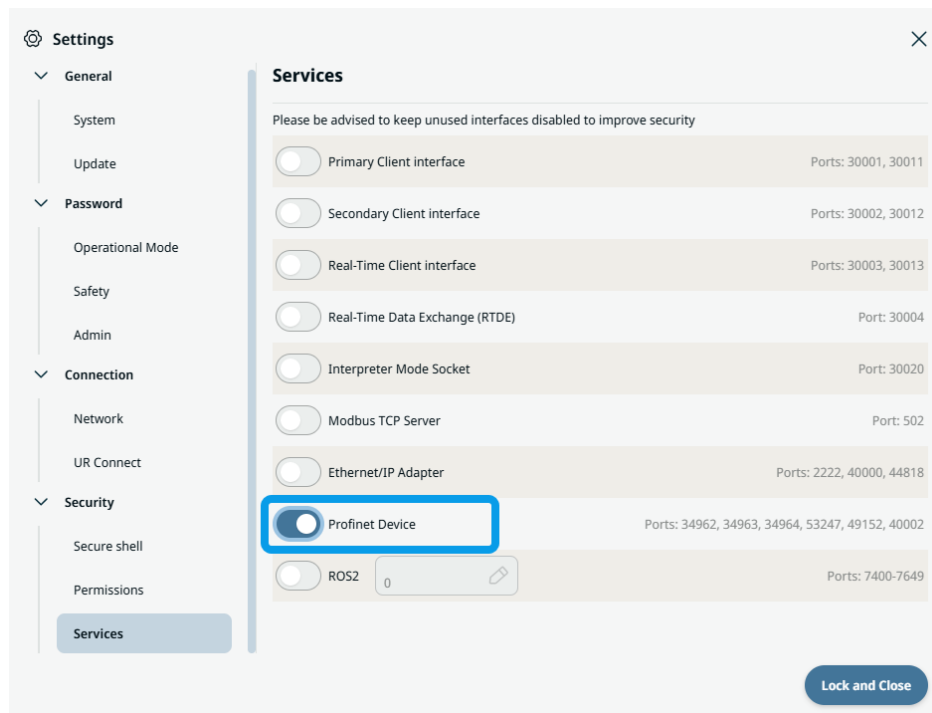 Settings
General
System
Update
Password
Operational Mode
Safety
Admin
Connection
Network
UR Connect
Security
Secure shell
Permissions
Services
Services
Please be advised to keep unused interfaces disabled to improve security
Primary Client interface Ports: 30001, 30011
Secondary Client interface Ports: 30002, 30012
Real-Time Client interface Ports: 30003, 30013
Real-Time Data Exchange (RTDE) Port: 30004
Interpreter Mode Socket Port: 30020
Modbus TCP Server Port: 502
Ethernet/IP Adapter Ports: 2222, 40000, 44818
Profinet Device Ports: 34962, 34963, 34964, 53247, 49152, 40002
ROS2 0 Ports: 7400-7649
Lock and Close